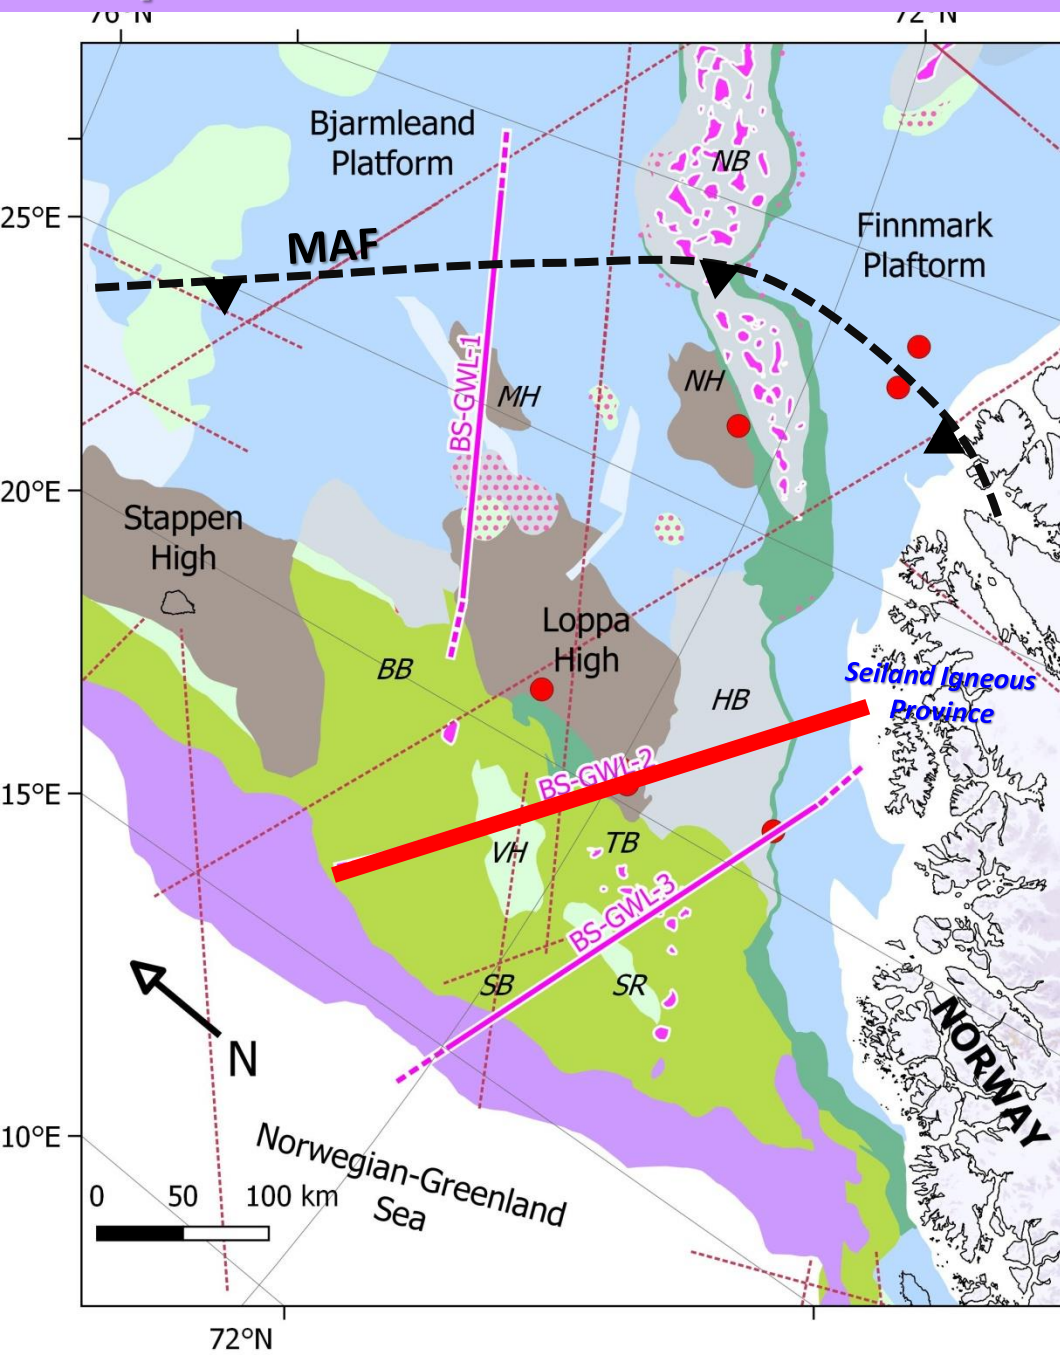 76°N
72°N
Bjarmleand
Platform
NB
25°E
Finnmark
Plaftorm
MAF
BS-GWL-1
MH
NH
20°E
Stappen
High
Loppa
High
BB
HB
Seiland Igneous
Province
15°E
BS-GWL-2
VH
TB
BS-GWL-3
SB
SR
N
NORWAY
10°E
Norwegian-Greenland
Sea
0 50 100 km
72°N